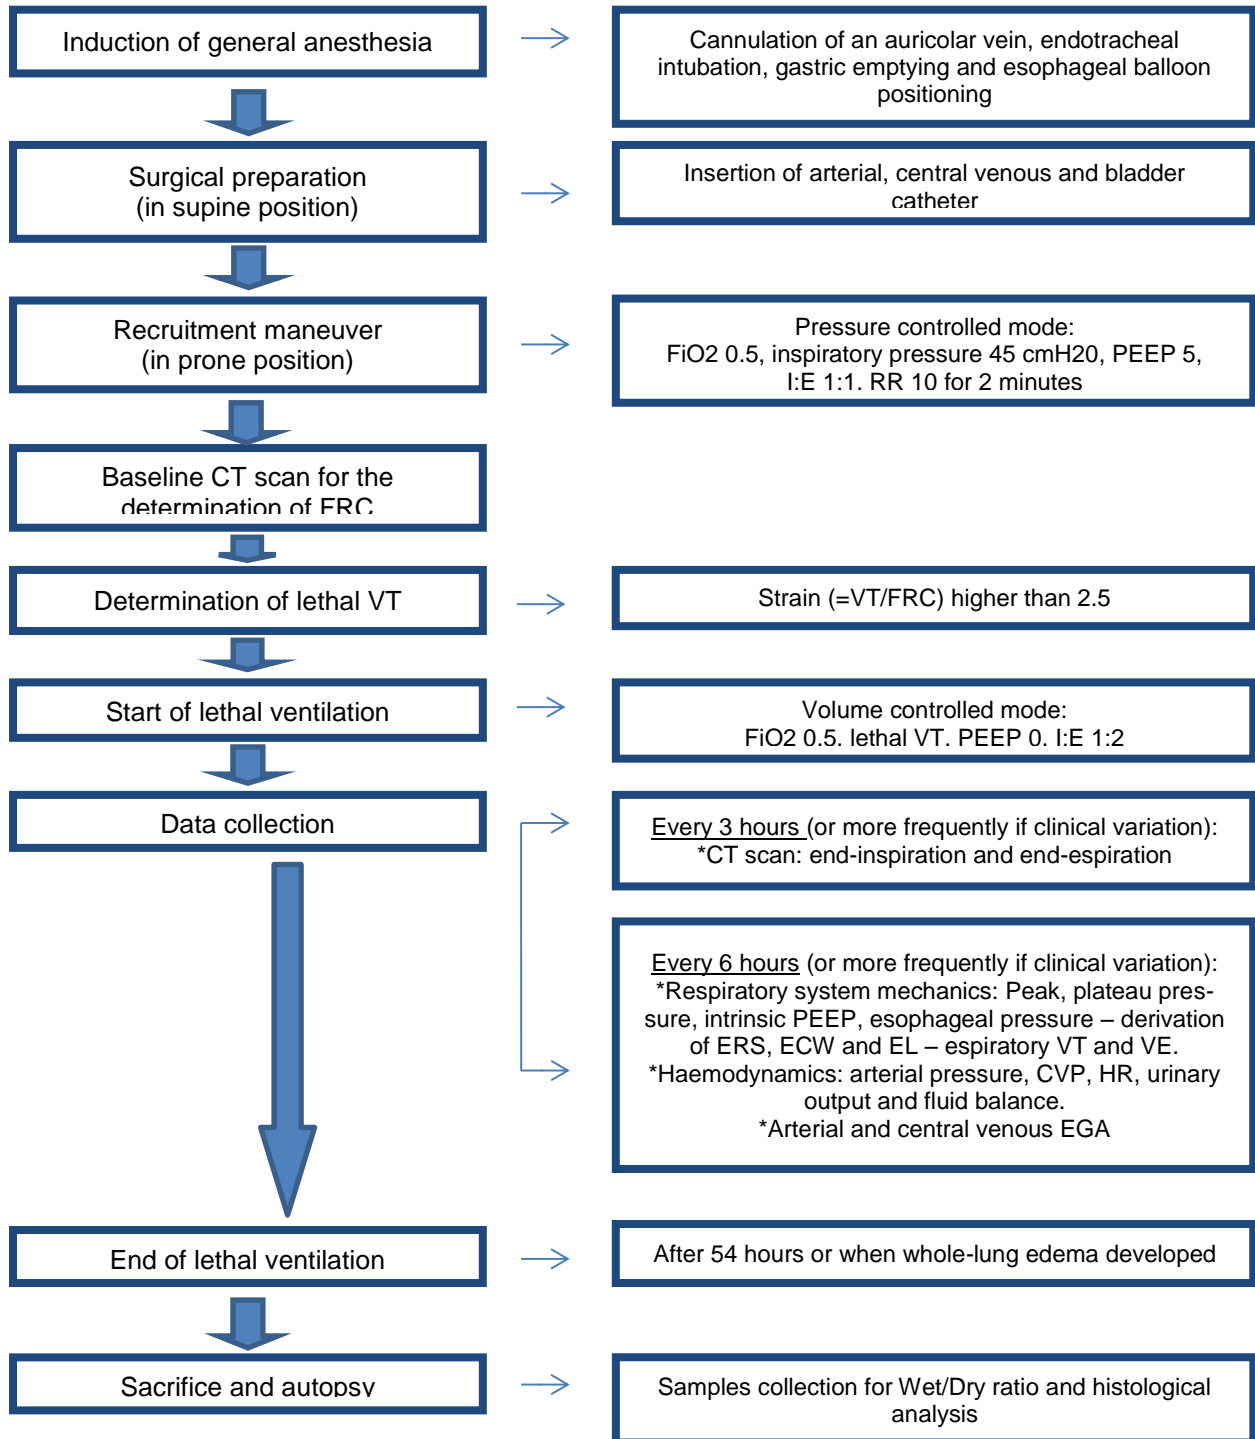 Induction of general anesthesia
Cannulation of an auricolar vein, endotracheal
intubation, gastric emptying and esophageal balloon
positioning
Surgical preparation
(in supine position)
Insertion of arterial, central venous and bladder
catheter
Recruitment maneuver
(in prone position)
Pressure controlled mode:
FiO2 0.5, inspiratory pressure 45 cmH20, PEEP 5,
I:E 1:1. RR 10 for 2 minutes
Baseline CT scan for the
determination of FRC
Determination of lethal VT
Strain (=VT/FRC) higher than 2.5
Start of lethal ventilation
Volume controlled mode:
FiO2 0.5. lethal VT. PEEP 0. I:E 1:2
Data collection
Every 3 hours (or more frequently if clinical variation):
*CT scan: end-inspiration and end-espiration
Every 6 hours (or more frequently if clinical variation):
*Respiratory system mechanics: Peak, plateau pres-
sure, intrinsic PEEP, esophageal pressure – derivation
of ERS, ECW and EL – espiratory VT and VE.
*Haemodynamics: arterial pressure, CVP, HR, urinary
output and fluid balance.
*Arterial and central venous EGA
End of lethal ventilation
After 54 hours or when whole-lung edema developed
Sacrifice and autopsy
Samples collection for Wet/Dry ratio and histological
analysis